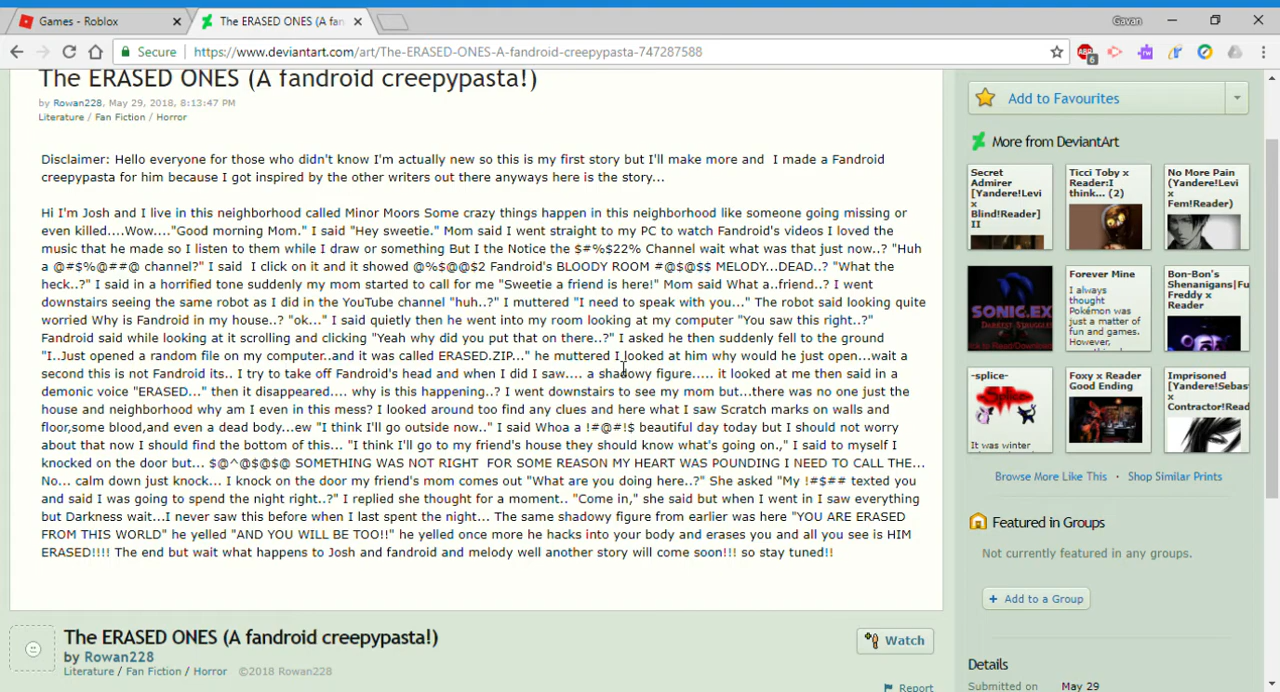 Games - Roblox
The ERASED ONES (A fan
Gavan
Secure
https://www.deviantart.com/art/The-ERASED-ONES-A-fandroid-creepypasta-747287588
ABP
6
The ERASED ONES (A fandroid creepypasta!)
by Rowan228, May 29, 2018, 8:13:47 PM
Literature / Fan Fiction / Horror
Disclaimer: Hello everyone for those who didn't know I'm actually new so this is my first story but I'll make more and  I made a Fandroid
creepypasta for him because I got inspired by the other writers out there anyways here is the story...
Hi I'm Josh and I live in this neighborhood called Minor Moors Some crazy things happen in this neighborhood like someone going missing or
even killed....Wow...."Good morning Mom." I said "Hey sweetie." Mom said I went straight to my PC to watch Fandroid's videos I loved the
music that he made so I listen to them while I draw or something But I the Notice the $#%$22% Channel wait what was that just now..? "Huh
a @#$%@##@ channel?" I said  I click on it and it showed @%$@@$2 Fandroid's BLOODY ROOM #@$@$$ MELODY...DEAD..? "What the
heck..?" I said in a horrified tone suddenly my mom started to call for me "Sweetie a friend is here!" Mom said What a..friend..? I went
downstairs seeing the same robot as I did in the YouTube channel "huh..?" I muttered "I need to speak with you..." The robot said looking quite
worried Why is Fandroid in my house..? "ok..." I said quietly then he went into my room looking at my computer "You saw this right..?"
Fandroid said while looking at it scrolling and clicking "Yeah why did you put that on there..?" I asked he then suddenly fell to the ground
"I..Just opened a random file on my computer..and it was called ERASED.ZIP..." he muttered I looked at him why would he just open...wait a
second this is not Fandroid its.. I try to take off Fandroid's head and when I did I saw.... a shadowy figure..... it looked at me then said in a
demonic voice "ERASED..." then it disappeared.... why is this happening..? I went downstairs to see my mom but...there was no one just the
house and neighborhood why am I even in this mess? I looked around too find any clues and here what I saw Scratch marks on walls and
floor,some blood,and even a dead body...ew "I think I'll go outside now.." I said Whoa a !#@#!$ beautiful day today but I should not worry
about that now I should find the bottom of this... "I think I'll go to my friend's house they should know what's going on.," I said to myself I
knocked on the door but... $@^@$@$@ SOMETHING WAS NOT RIGHT  FOR SOME REASON MY HEART WAS POUNDING I NEED TO CALL THE...
No... calm down just knock... I knock on the door my friend's mom comes out "What are you doing here..?" She asked "My !#$## texted you
and said I was going to spend the night right..?" I replied she thought for a moment.. "Come in," she said but when I went in I saw everything
but Darkness wait...I never saw this before when I last spent the night... The same shadowy figure from earlier was here "YOU ARE ERASED
FROM THIS WORLD" he yelled "AND YOU WILL BE TOO!!" he yelled once more he hacks into your body and erases you and all you see is HIM
ERASED!!!! The end but wait what happens to Josh and fandroid and melody well another story will come soon!!! so stay tuned!!
The ERASED ONES (A fandroid creepypasta!)
by Rowan228
Literature / Fan Fiction / Horror ©2018 Rowan228
Watch
Report
Add to Favourites
More from DeviantArt
Secret
Admirer
[Yandere!Levi
x
Blind!Reader]
II
Ticci Toby x
Reader:I
think... (2)
No More Pain
(Yandere!Levi
x
Fem!Reader)
SONIC.EX
Forever Mine
I always
thought
Pokémon was
just a matter of
fun and games.
However,
Bon-Bon's
Shenanigans|Fu
Freddy x
Reader
-splice-
Splice
It was winter
Foxy x Reader
Good Ending
Imprisoned
[Yandere!Sebas
x
Contractor!Read
Browse More Like This · Shop Similar Prints
Featured in Groups
Not currently featured in any groups.
+ Add to a Group
Details
Submitted on
May 29